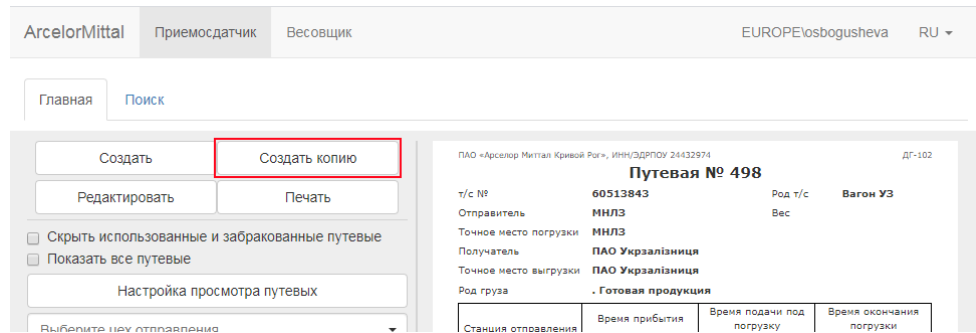 ArcelorMittal Приемосдатчик Весовщик EUROPE\osbogusheva RU
Главная Поиск
Создать Создать копию
Редактировать Печать
Скрыть использованные и забракованные путевые
Показать все путевые
Настройка просмотра путевых
Выберите цех отправления
ПАО «Арселор Миттал Кривой Рог», ИНН/ЭДРПОУ 24432974 ДГ-102
Путевая № 498
т/с № 60513843 Род т/с Вагон УЗ
Отправитель МНЛЗ Вес
Точное место погрузки МНЛЗ
Получатель ПАО Укрзалізниця
Точное место выгрузки ПАО Укрзалізниця
Род груза . Готовая продукция
Станция отправления Время прибытия Время подачи под погрузку Время окончания погрузки